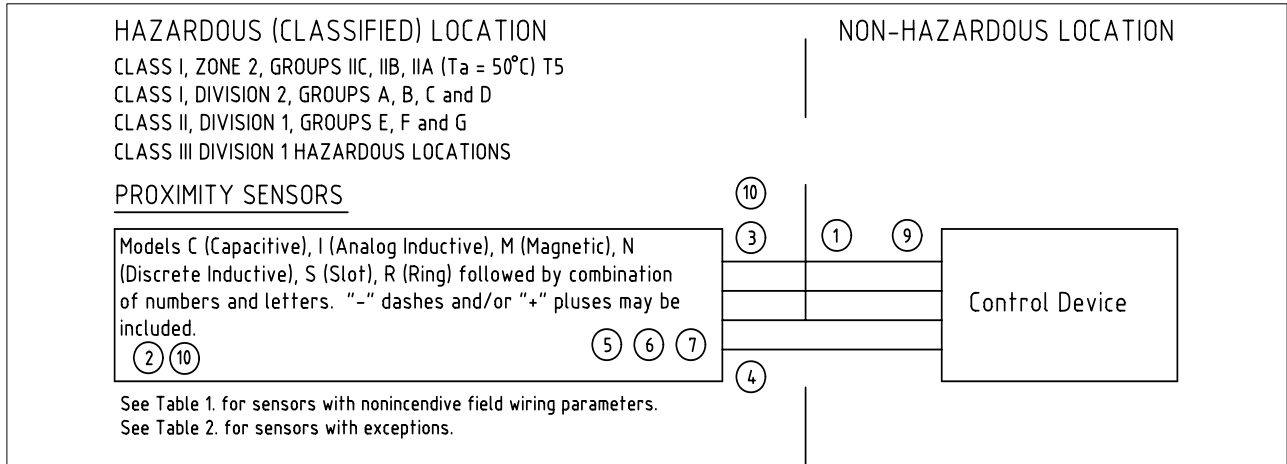 HAZARDOUS (CLASSIFIED) LOCATION
NON-HAZARDOUS LOCATION
CLASS I, ZONE 2, GROUPS IIC, IIB, IIA (Ta = 50°C) T5
CLASS I, DIVISION 2, GROUPS A, B, C and D
CLASS II, DIVISION 1, GROUPS E, F and G
CLASS III DIVISION 1 HAZARDOUS LOCATIONS
PROXIMITY SENSORS
10
3
1
9
Models C (Capacitive), I (Analog Inductive), M (Magnetic), N
(Discrete Inductive), S (Slot), R (Ring) followed by combination
of numbers and letters. "-" dashes and/or "+" pluses may be
included.
2
10
5
6
7
Control Device
4
See Table 1. for sensors with nonincendive field wiring parameters.
See Table 2. for sensors with exceptions.